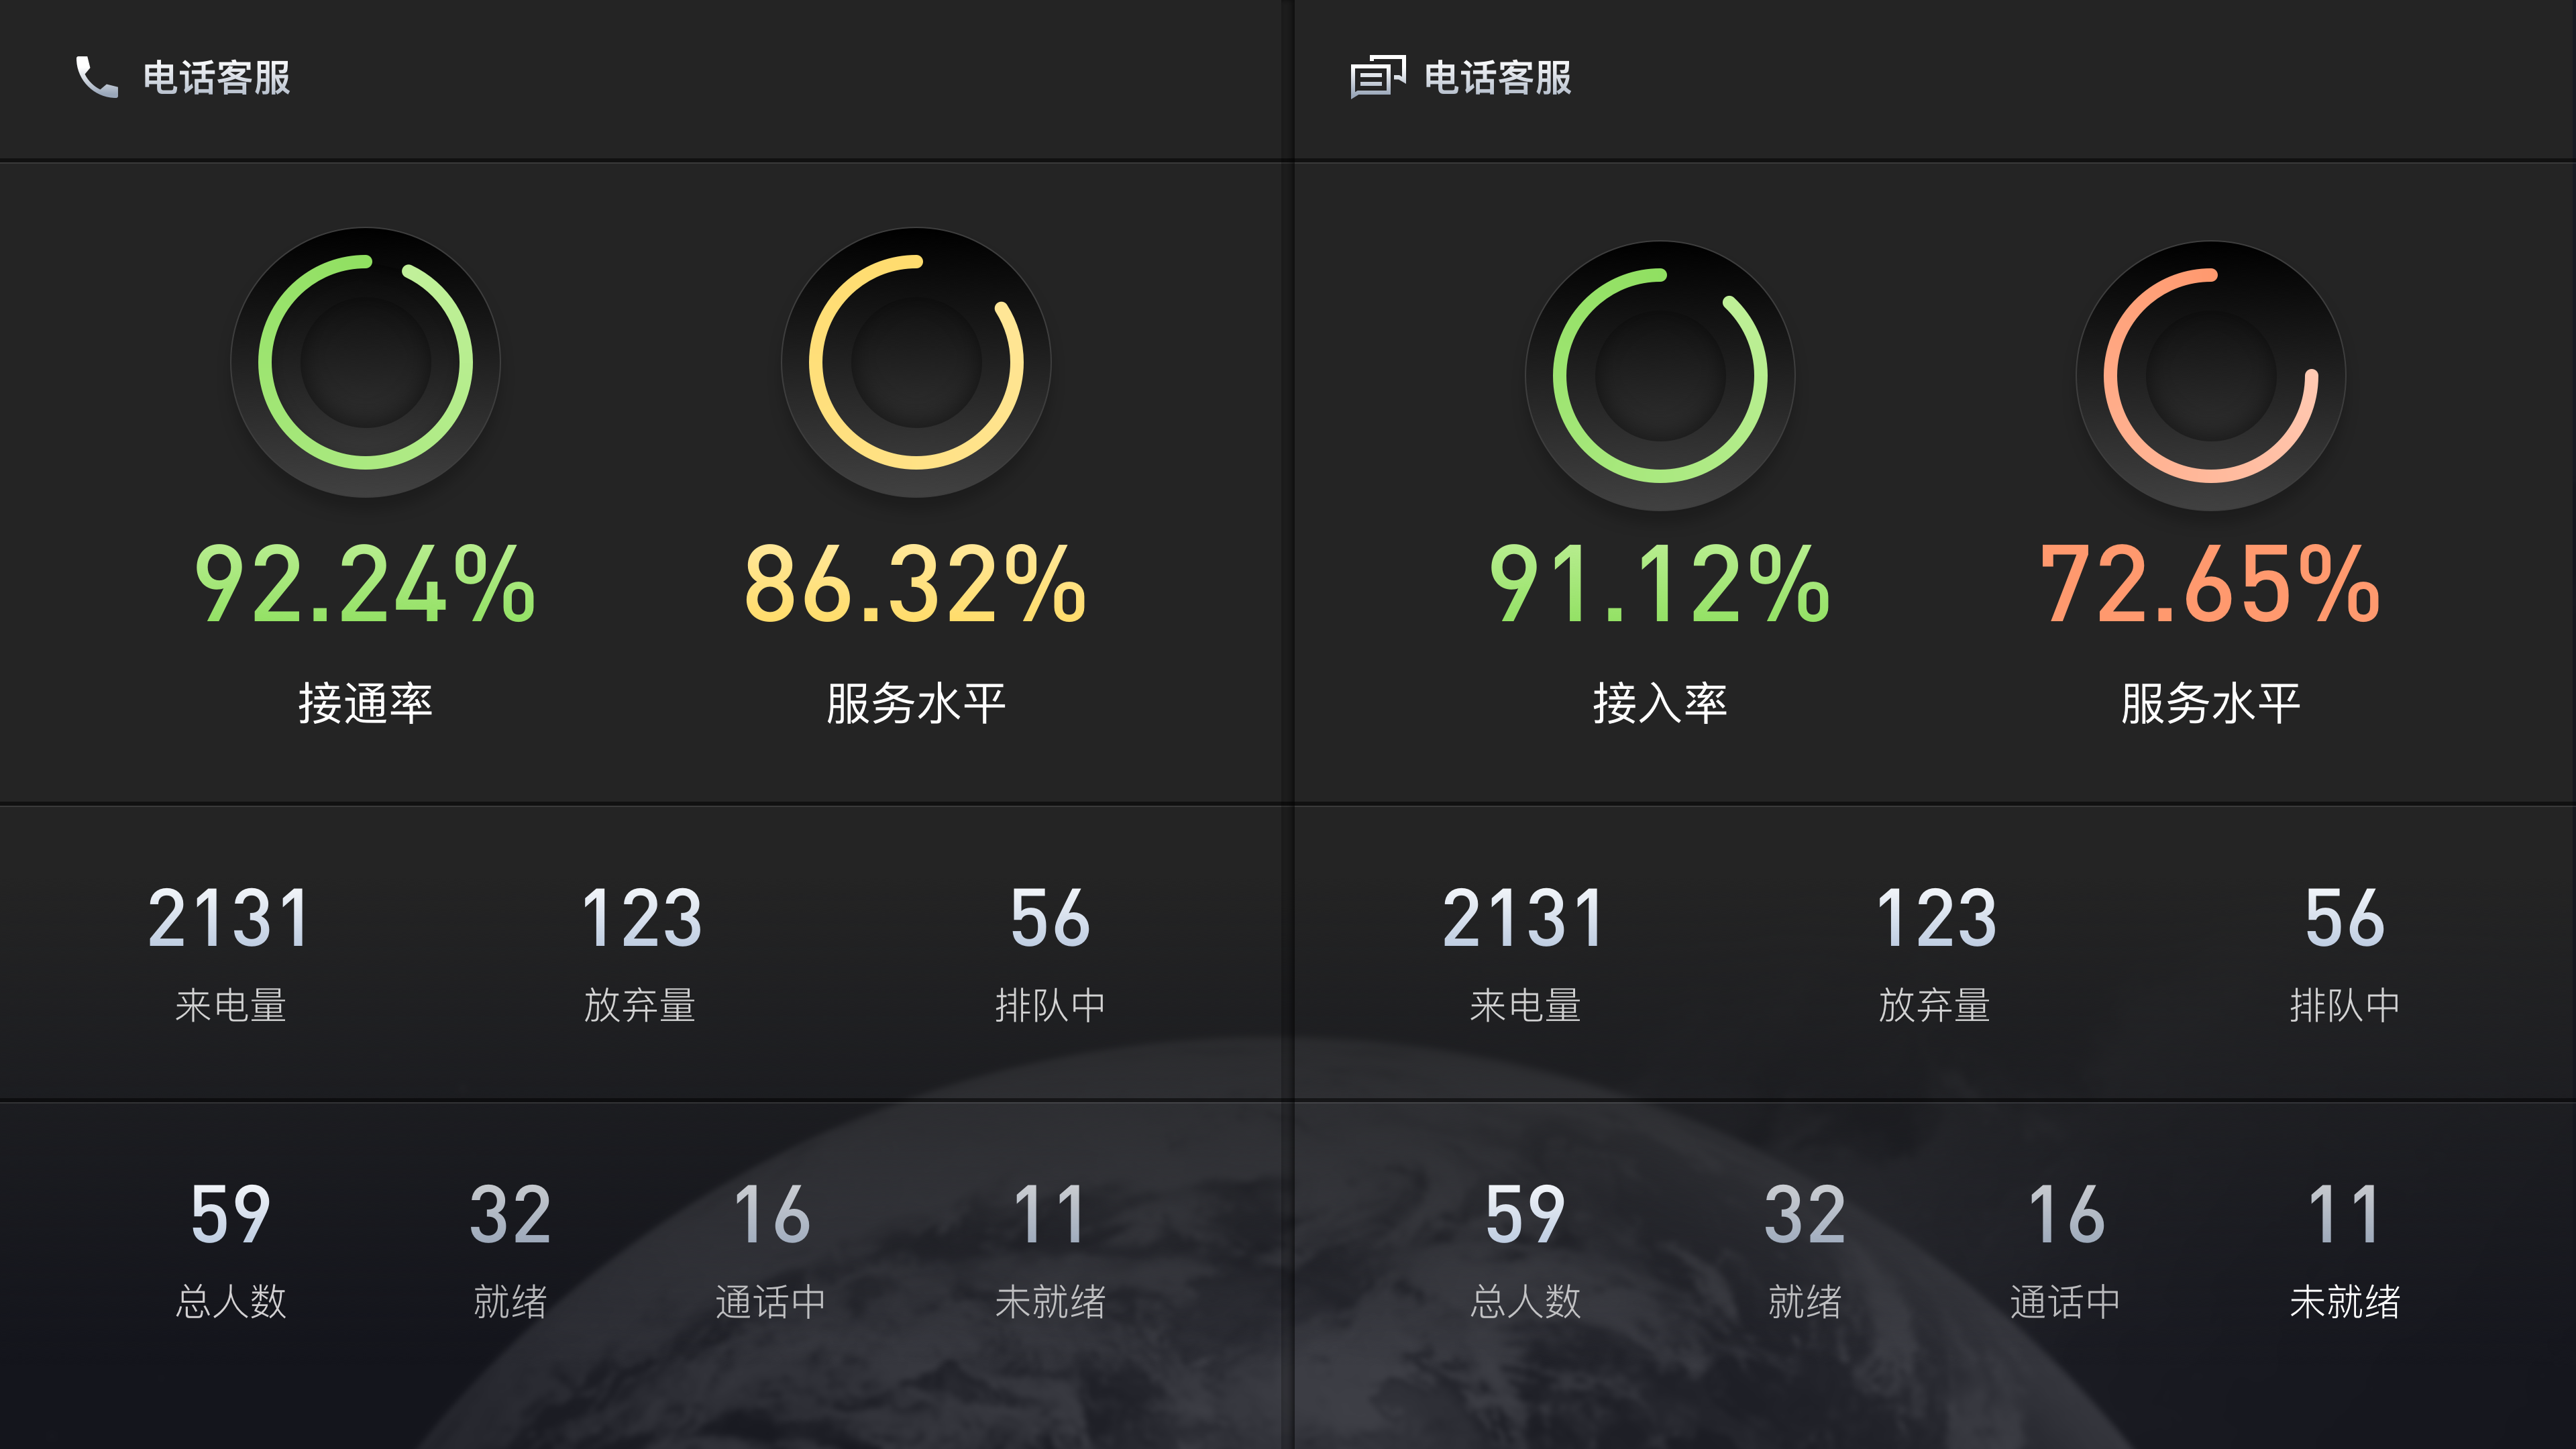 电话客服
92.24% 86.32%
接通率 服务水平
2131 123 56
来电量 放弃量 排队中
59 32 16 11
总人数 就绪 通话中 未就绪
电话客服
91.12% 72.65%
接入率 服务水平
2131 123 56
来电量 放弃量 排队中
59 32 16 11
总人数 就绪 通话中 未就绪